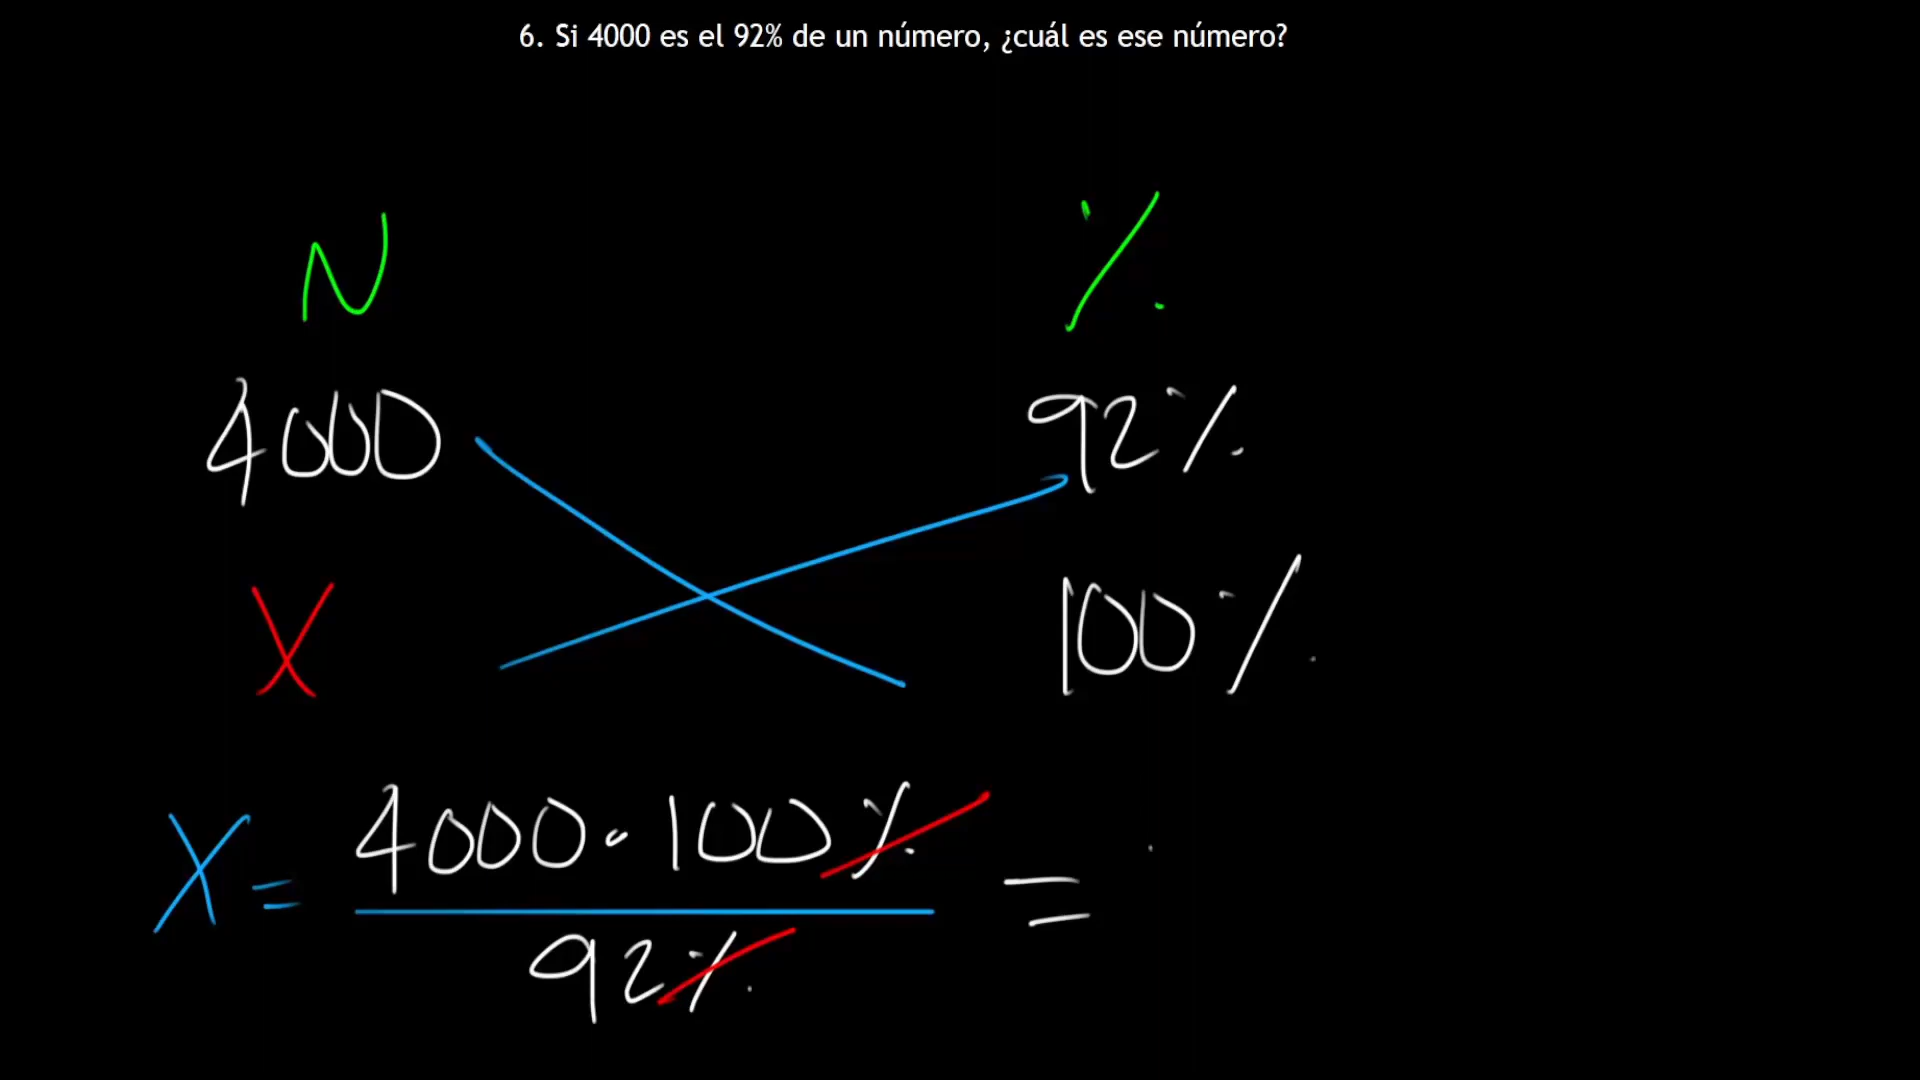 6. Si 4000 es el 92% de un número, ¿cuál es ese número?
N %
4000 92%
X 100%
X = 4000 · 100% =
92%